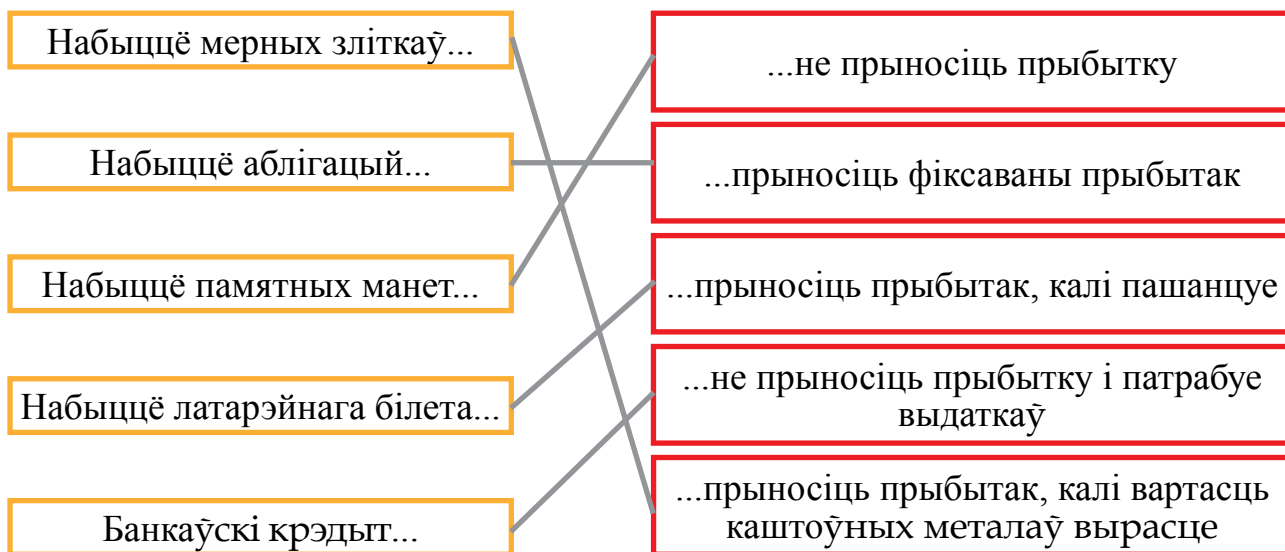 Набыццё мерных зліткаў...
Набыццё аблігацый...
Набыццё памятных манет...
Набыццё латарэйнага білета...
Банкаўскі крэдыт...
...не прыносіць прыбытку
...прыносіць фіксаваны прыбытак
...прыносіць прыбытак, калі пашанцуе
...не прыносіць прыбытку і патрабуе
выдаткаў
...прыносіць прыбытак, калі вартасць
каштоўных металаў вырасце